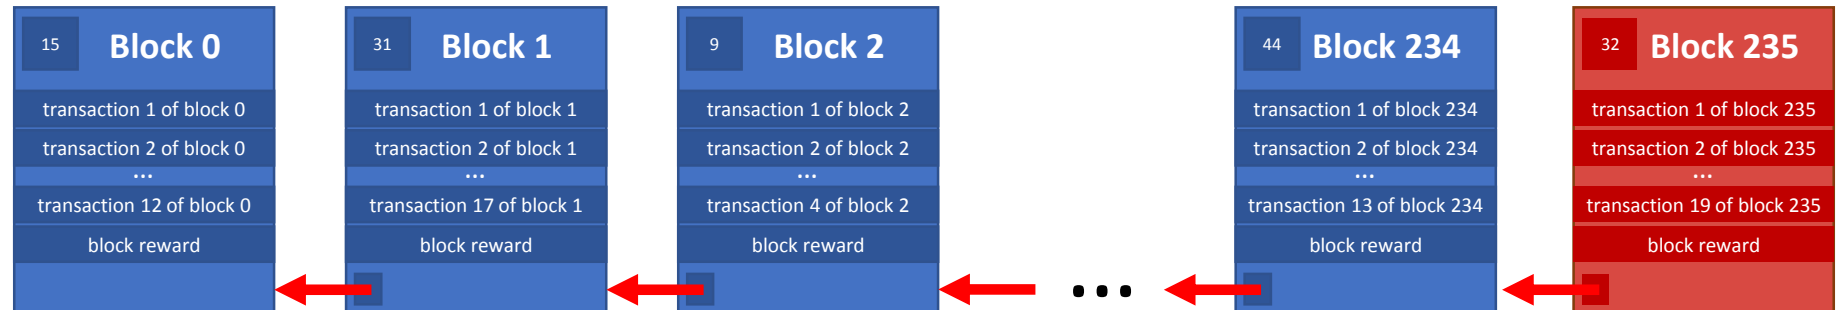 15 Block 0
transaction 1 of block 0
transaction 2 of block 0
...
transaction 12 of block 0
block reward
31 Block 1
transaction 1 of block 1
transaction 2 of block 1
...
transaction 17 of block 1
block reward
9 Block 2
transaction 1 of block 2
transaction 2 of block 2
...
transaction 4 of block 2
block reward
...
44 Block 234
transaction 1 of block 234
transaction 2 of block 234
...
transaction 13 of block 234
block reward
32 Block 235
transaction 1 of block 235
transaction 2 of block 235
...
transaction 19 of block 235
block reward